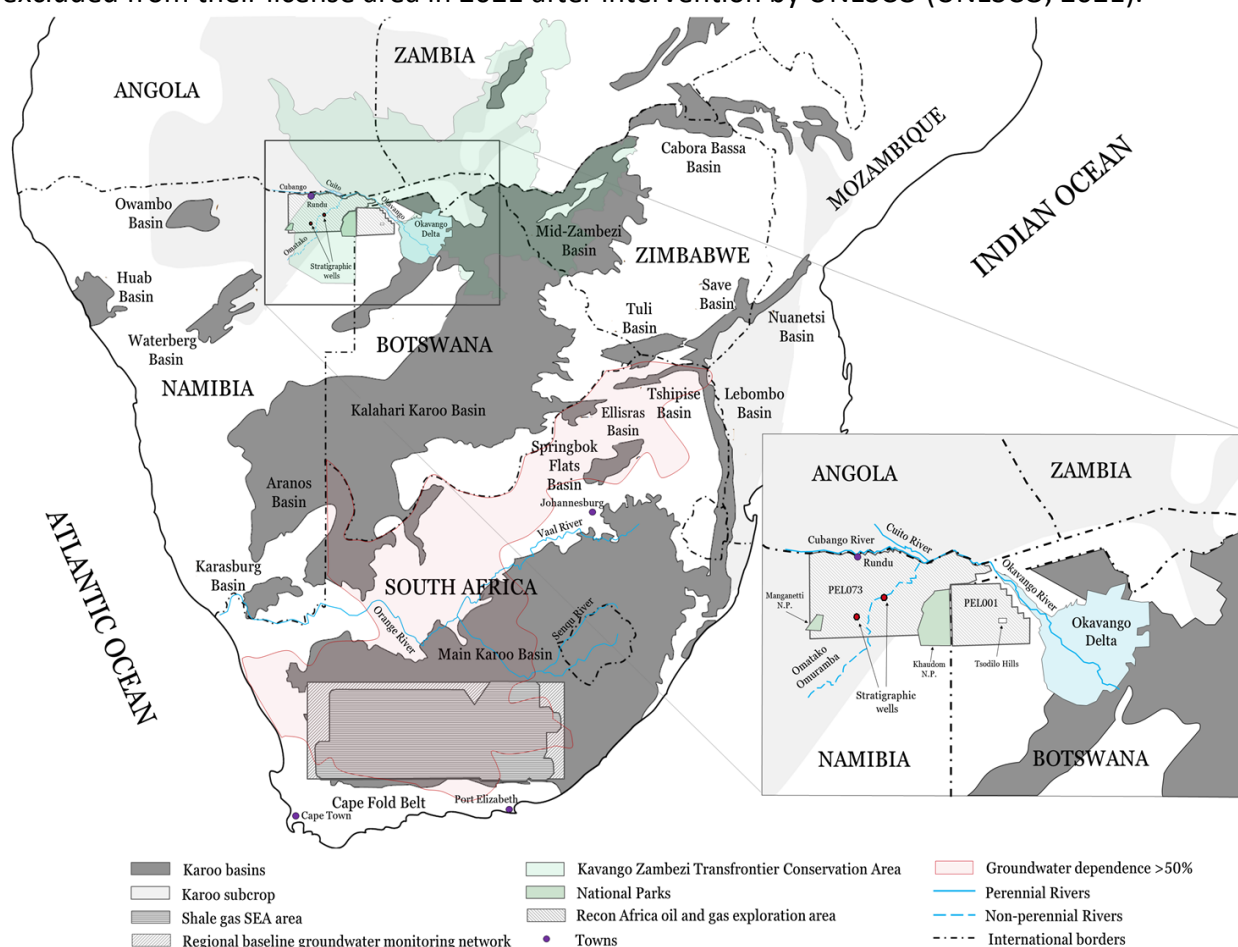 excluded from their license area in 2021 after intervention by UNESCO (UNESCO, 2021).
ZAMBIA
ANGOLA
Cabora Bassa
Basin
MOZAMBIQUE
INDIAN OCEAN
Cubango
Cuito
Rundu
Okavango
Owambo
Basin
Okavango
Delta
Mid-Zambezi
Basin
Omatako
Stratigraphic
wells
ZIMBABWE
Huab
Basin
Save
Basin
Tuli
Basin
Nuanetsi
Basin
Waterberg
Basin
BOTSWANA
NAMIBIA
Kalahari Karoo Basin
Tshipise
Basin
Lebombo
Basin
Ellisras
Basin
Springbok
Flats
Basin
Aranos
Basin
Johannesburg
Vaal River
ATLANTIC OCEAN
Karasburg
Basin
SOUTH AFRICA
Orange River
Senqu River
Main Karoo Basin
Cape Fold Belt
Port Elizabeth
Cape Town
ANGOLA
ZAMBIA
Cuito River
Cubango River
Rundu
Okavango River
PEL073
PEL001
Manganetti
N.P.
Okavango
Delta
Omatako
Omuramba
Khaudom
N.P.
Tsodilo Hills
Stratigraphic
wells
NAMIBIA
BOTSWANA
Karoo basins
Karoo subcrop
Shale gas SEA area
Regional baseline groundwater monitoring network
Kavango Zambezi Transfrontier Conservation Area
National Parks
Recon Africa oil and gas exploration area
Towns
Groundwater dependence >50%
Perennial Rivers
Non-perennial Rivers
International borders